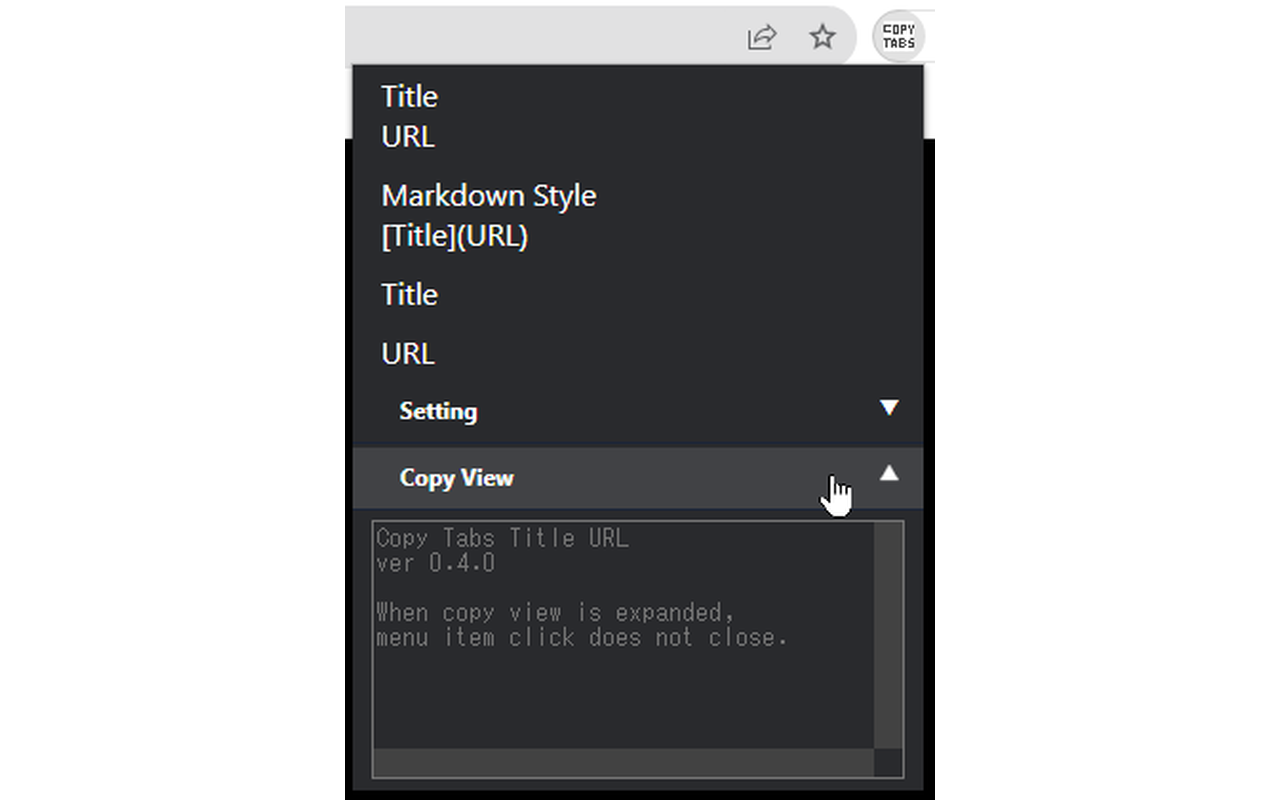 COPY
TABS
Title
URL
Markdown Style
[Title](URL)
Title
URL
Setting
Copy View
Copy Tabs Title URL
ver 0.4.0
When copy view is expanded,
menu item click does not close.